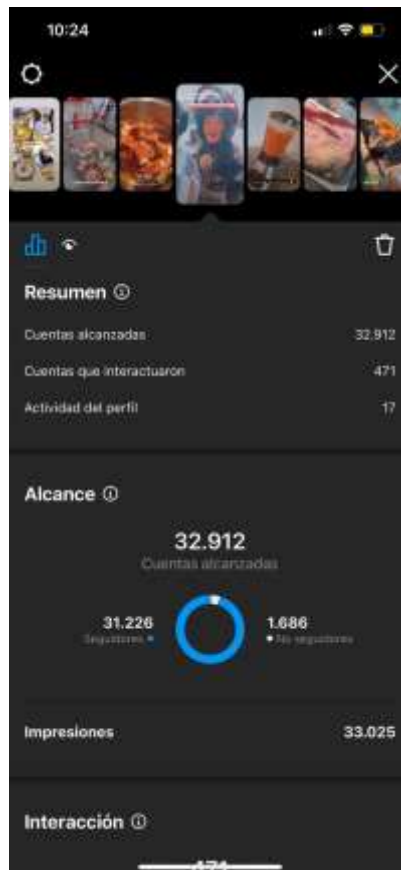 10:24
Resumen
Cuentas alcanzadas 32.912
Cuentas que interactuaron 471
Actividad del perfil 17
Alcance
32.912
Cuentas alcanzadas
31.226 1.686
Seguidores No seguidores
Impresiones 33.025
Interacción
471